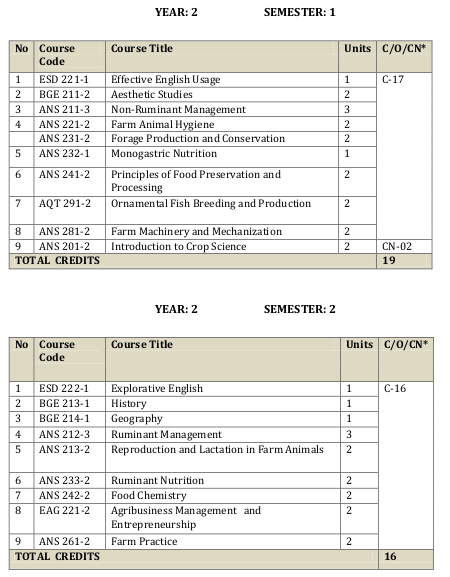 YEAR: 2 SEMESTER: 1
No Course Code Course Title Units C/O/CN*
1 ESD 221-1 Effective English Usage 1 C-17
2 BGE 211-2 Aesthetic Studies 2
3 ANS 211-3 Non-Ruminant Management 3
4 ANS 221-2 Farm Animal Hygiene 2
ANS 231-2 Forage Production and Conservation 2
5 ANS 232-1 Monogastric Nutrition 1
6 ANS 241-2 Principles of Food Preservation and 2
Processing
7 AQT 291-2 Ornamental Fish Breeding and Production 2
8 ANS 281-2 Farm Machinery and Mechanization 2
9 ANS 201-2 Introduction to Crop Science 2 CN-02
TOTAL CREDITS 19
YEAR: 2 SEMESTER: 2
No Course Code Course Title Units C/O/CN*
1 ESD 222-1 Explorative English 1 C-16
2 BGE 213-1 History 1
3 BGE 214-1 Geography 1
4 ANS 212-3 Ruminant Management 3
5 ANS 213-2 Reproduction and Lactation in Farm Animals 2
6 ANS 233-2 Ruminant Nutrition 2
7 ANS 242-2 Food Chemistry 2
8 EAG 221-2 Agribusiness Management and 2
Entrepreneurship
9 ANS 261-2 Farm Practice 2
TOTAL CREDITS 16